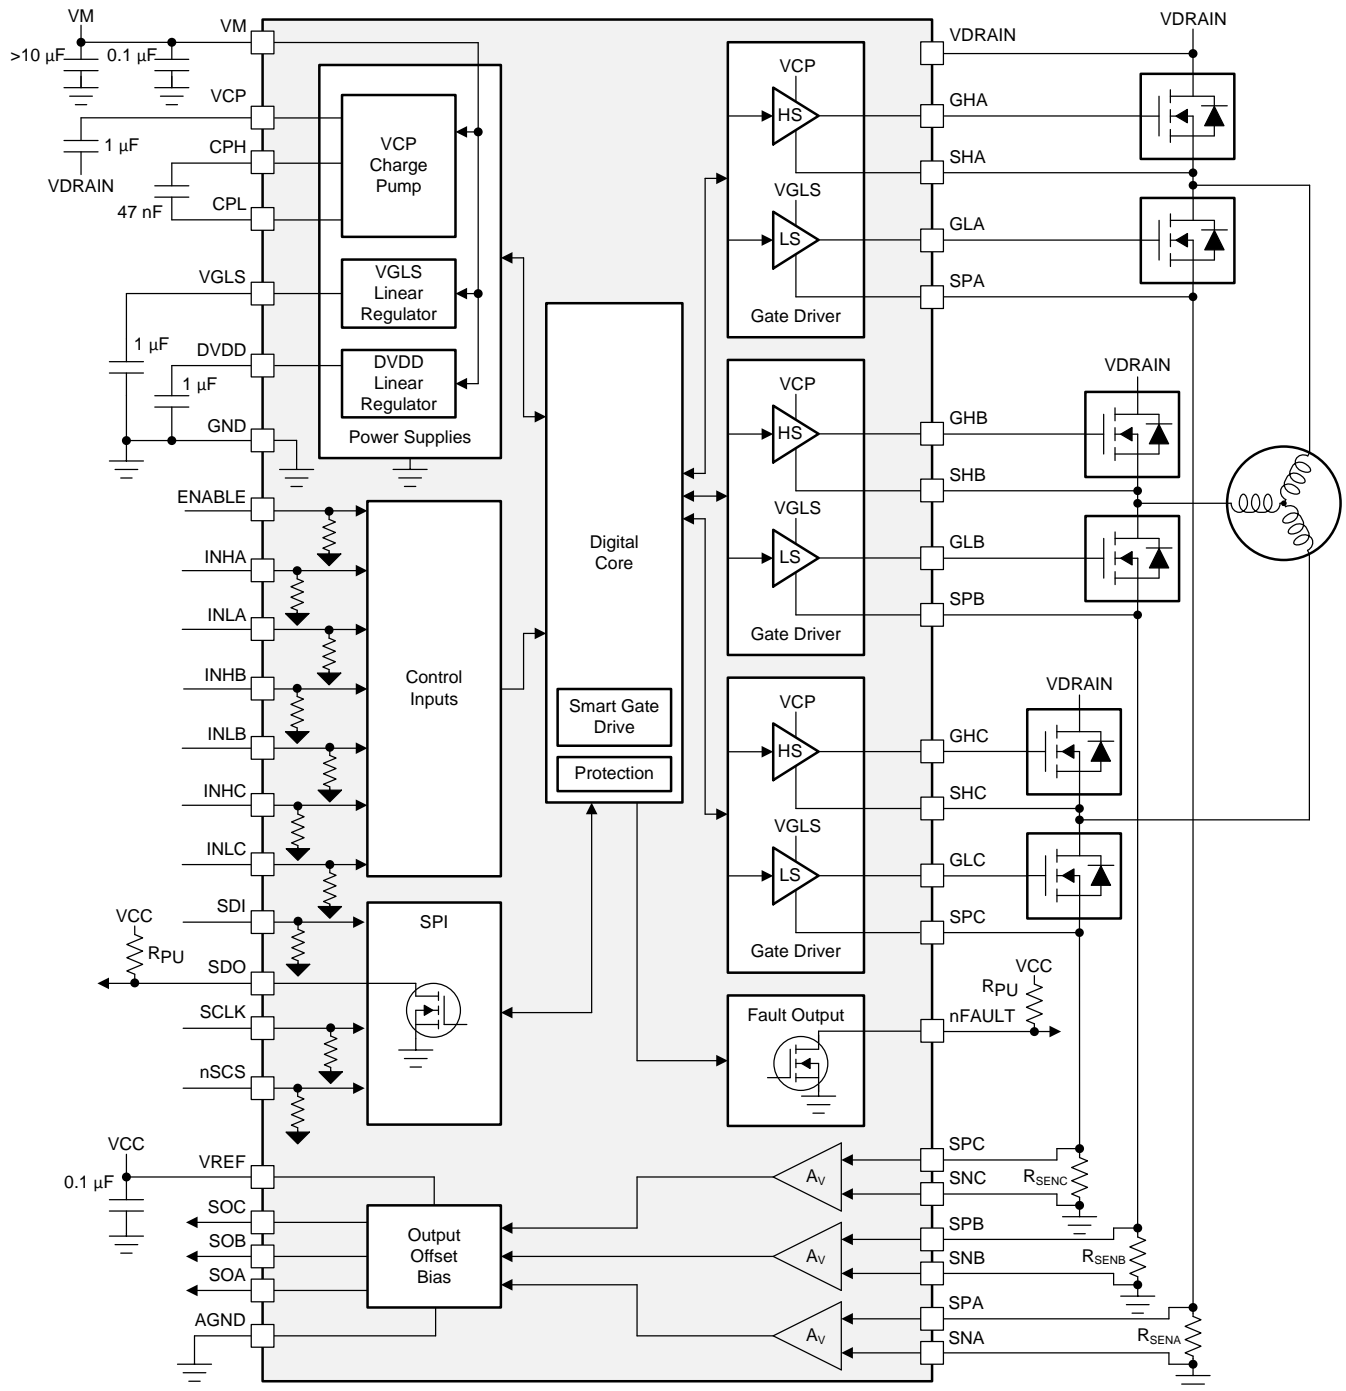 VM
VM
>10 µF
0.1 µF
VCP
1 µF
VDRAIN
CPH
47 nF
CPL
VCP
Charge
Pump
VGLS
1 µF
VGLS
Linear
Regulator
DVDD
1 µF
DVDD
Linear
Regulator
GND
Power Supplies
ENABLE
INHA
INLA
INHB
INLB
INHC
INLC
Control
Inputs
SDI
VCC
RPU
SDO
SCLK
nSCS
SPI
VCC
0.1 µF
VREF
SOC
SOB
SOA
AGND
Output
Offset
Bias
Digital
Core
Smart Gate
Drive
Protection
VCP
HS
VGLS
LS
Gate Driver
VCP
HS
VGLS
LS
Gate Driver
VCP
HS
VGLS
LS
Gate Driver
Fault Output
AV
AV
AV
VDRAIN
VDRAIN
GHA
SHA
GLA
SPA
VDRAIN
GHB
SHB
GLB
SPB
VDRAIN
GHC
SHC
GLC
SPC
VCC
RPU
nFAULT
SPC
SNC
RSENC
SPB
SNB
RSENB
SPA
SNA
RSENA